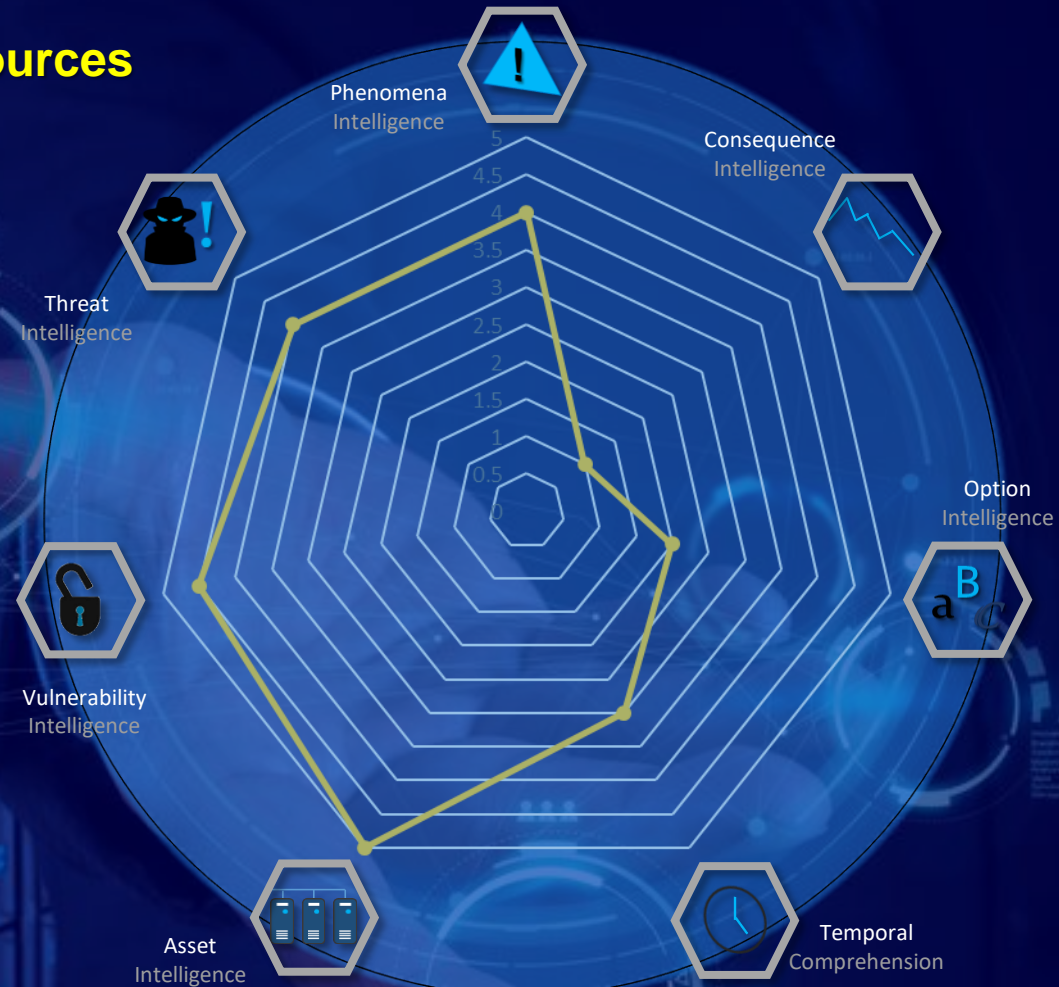 ources
Phenomena
Intelligence
Consequence
Intelligence
Threat
Intelligence
Option
Intelligence
a B c
Vulnerability
Intelligence
Asset
Intelligence
Temporal
Comprehension
5
4.5
4
3.5
3
2.5
2
1.5
1
0.5
0
!
!